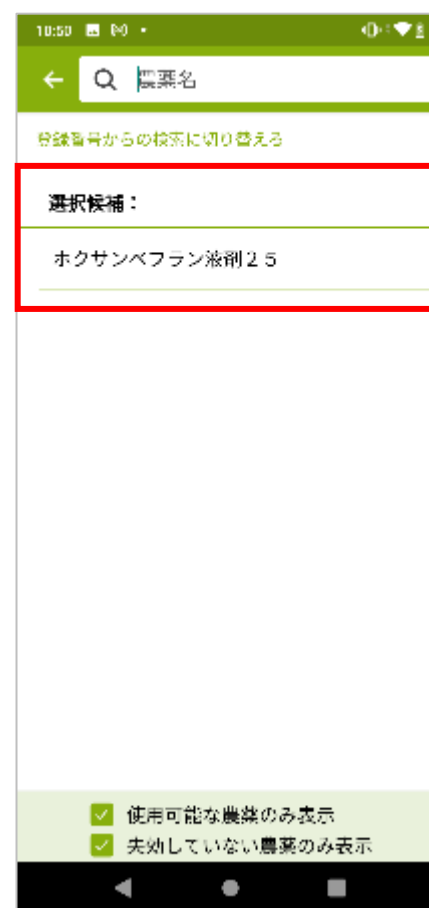 10:50
農薬名
登録番号からの検索に切り替える
選択候補：
ホクサンベフラン液剤２５
使用可能な農薬のみ表示
失効していない農薬のみ表示